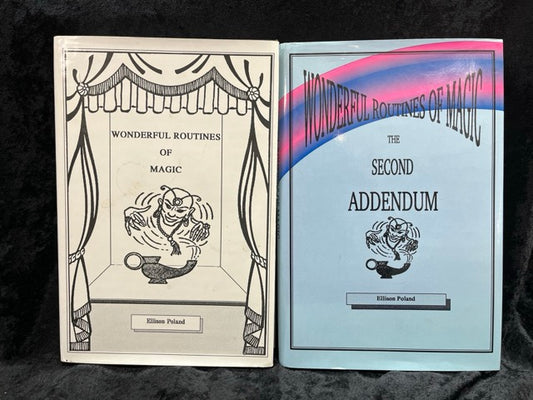 WONDERFUL ROUTINES
OF
MAGIC
Ellison Poland
WONDERFUL ROUTINES OF MAGIC
THE
SECOND
ADDENDUM
Ellison Poland